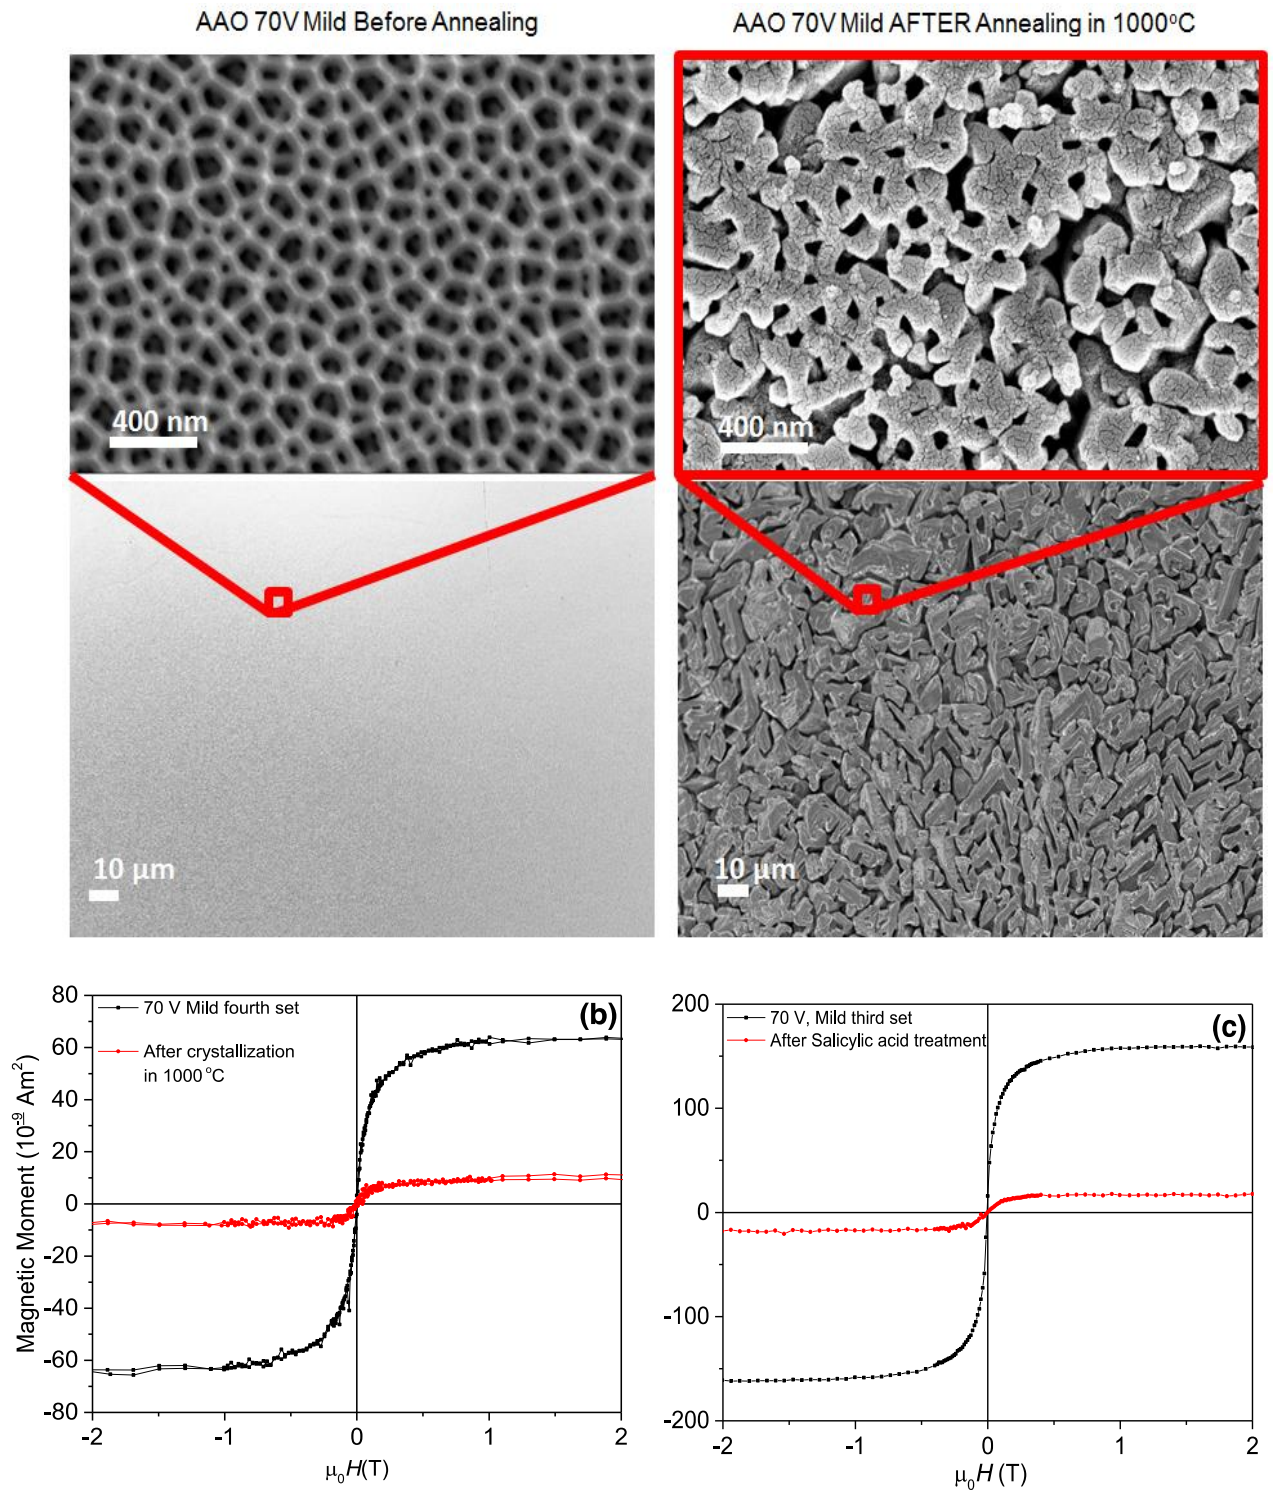 AAO 70V Mild Before Annealing
AAO 70V Mild AFTER Annealing in 1000°C
400 nm
400 nm
10 µm
10 µm
(b)
70 V Mild fourth set
After crystallization
in 1000 °C
Magnetic Moment (10⁻⁹ Am²)
80
60
40
20
0
-20
-40
-60
-80
-2
-1
0
1
2
µ₀H(T)
(c)
70 V, Mild third set
After Salicylic acid treatment
200
100
0
-100
-200
-2
-1
0
1
2
µ₀H (T)